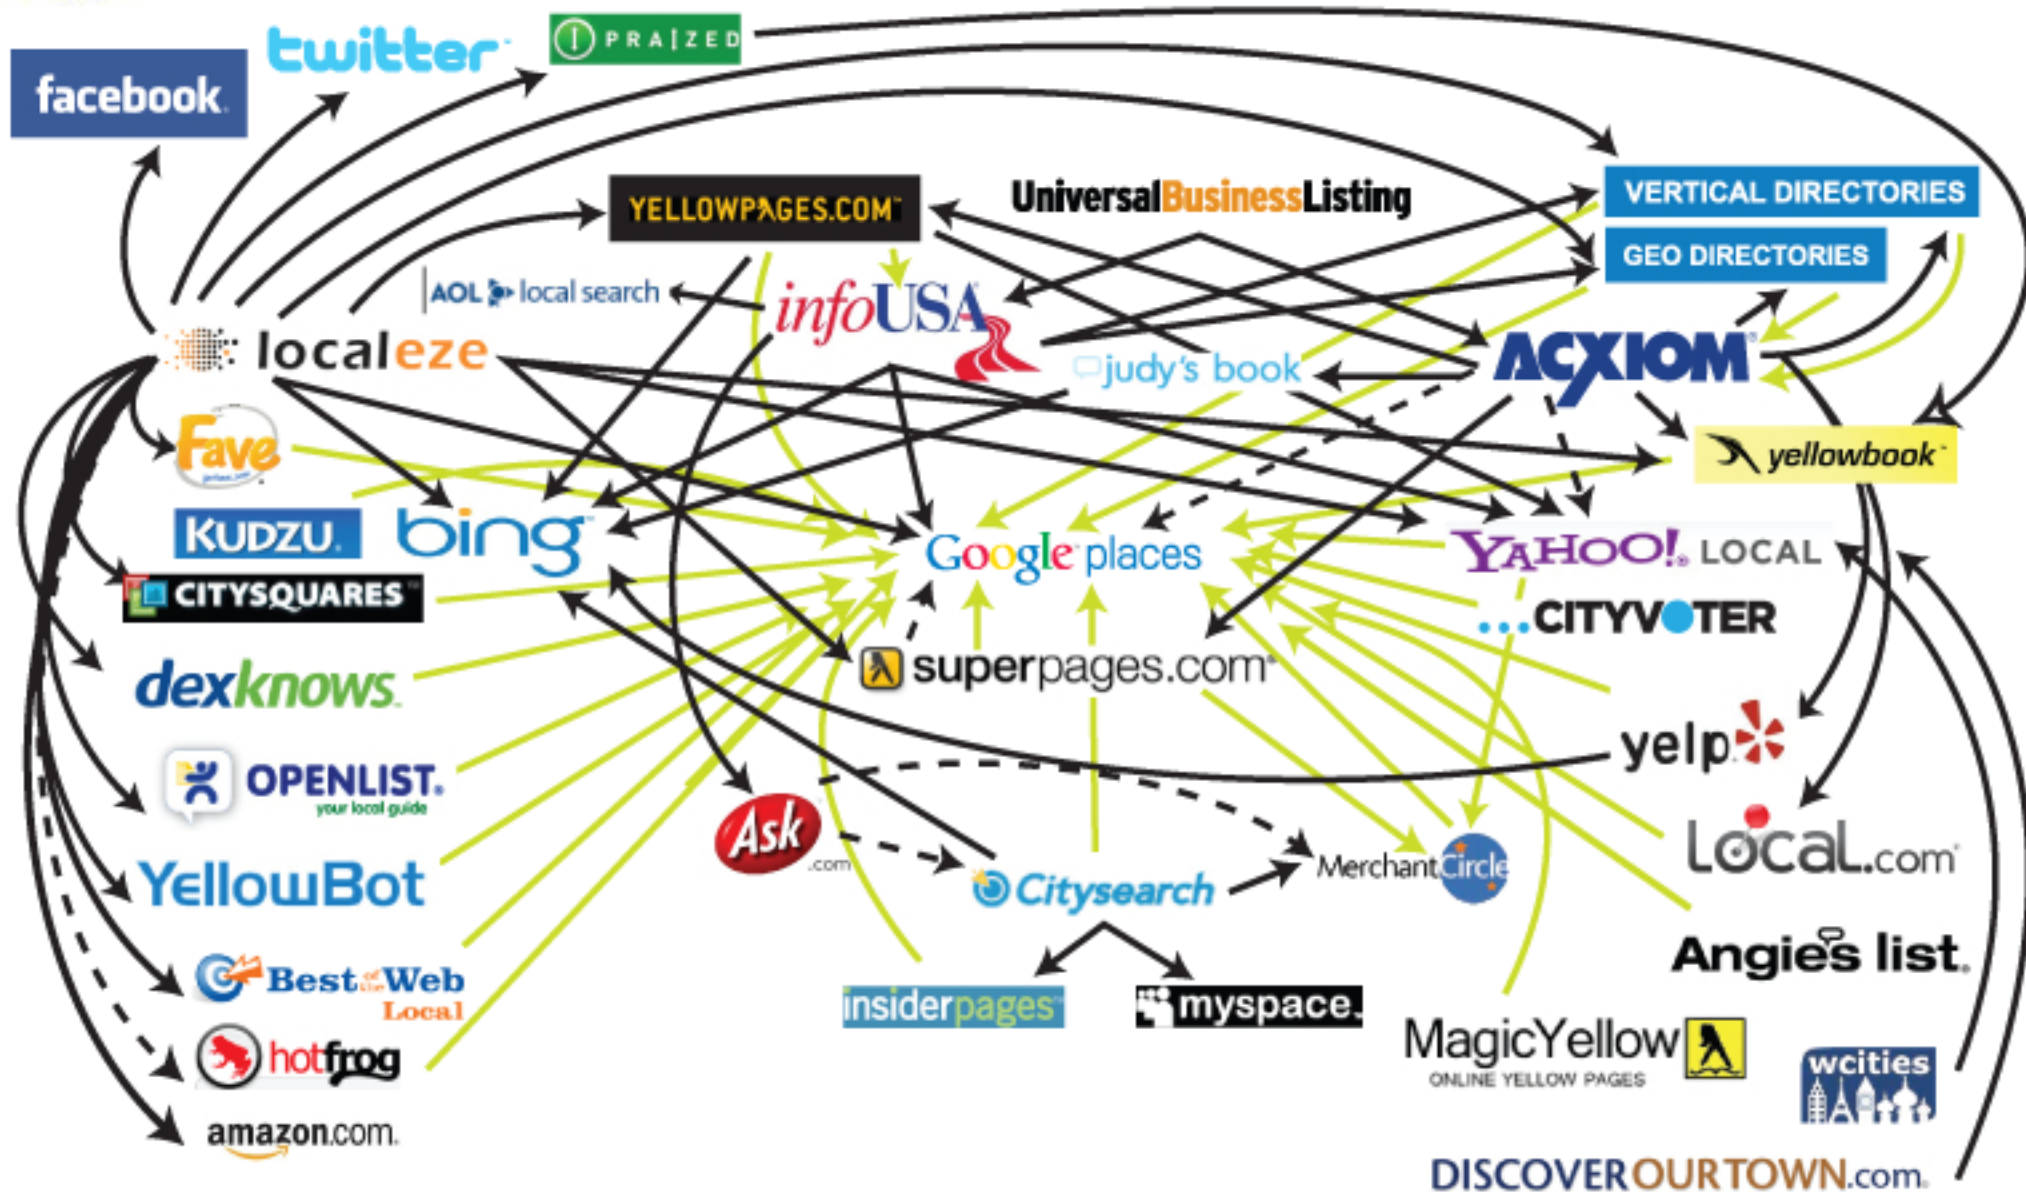 twitter
PRAIZED
facebook
VERTICAL DIRECTORIES
YELLOWPAGES.COM
UniversalBusinessListing
GEO DIRECTORIES
AOL local search
infoUSA
localeze
judy's book
ACXIOM
Fave
yellowbook
KUDZU
bing
Google places
YAHOO! LOCAL
CITYSQUARES
CITYVOTER
superpages.com
dexknows
yelp
OPENLIST
your local guide
Ask
.com
MerchantCircle
Local.com
YellowBot
Citysearch
Angie's list
Best of the Web
Local
insiderpages
myspace
MagicYellow
ONLINE YELLOW PAGES
hotfrog
wcities
amazon.com
DISCOVEROURTOWN.com